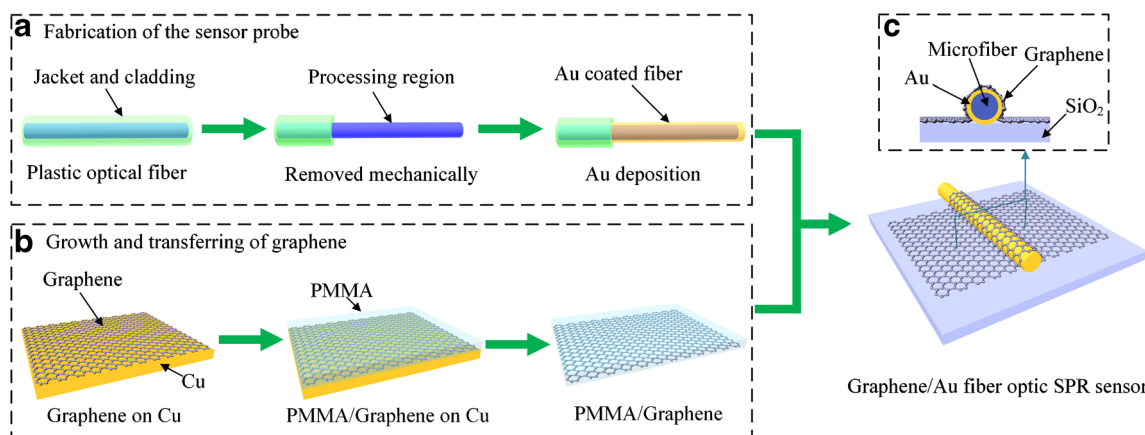 a Fabrication of the sensor probe
Jacket and cladding
Processing region
Au coated fiber
Plastic optical fiber
Removed mechanically
Au deposition
b Growth and transferring of graphene
Graphene
PMMA
Cu
Graphene on Cu
PMMA/Graphene on Cu
PMMA/Graphene
c
Microfiber
Au
Graphene
SiO₂
Graphene/Au fiber optic SPR sensor